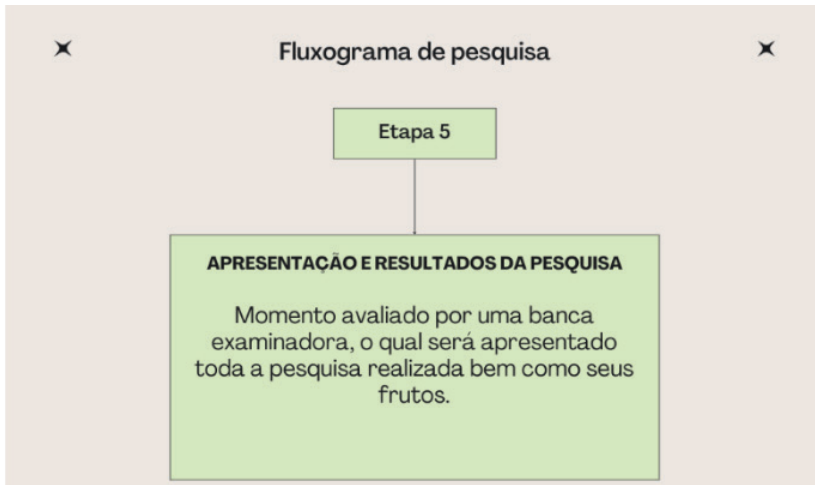 Fluxograma de pesquisa
Etapa 5
APRESENTAÇÃO E RESULTADOS DA PESQUISA
Momento avaliado por uma banca
examinadora, o qual será apresentado
toda a pesquisa realizada bem como seus
frutos.